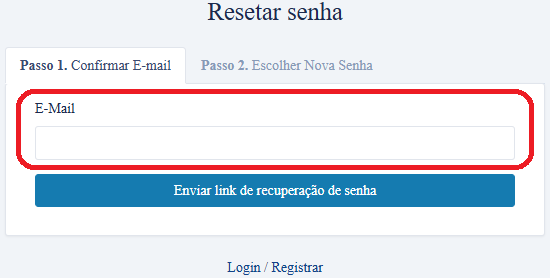 Resetar senha
Passo 1. Confirmar E-mail Passo 2. Escolher Nova Senha
E-Mail
Enviar link de recuperação de senha
Login / Registrar